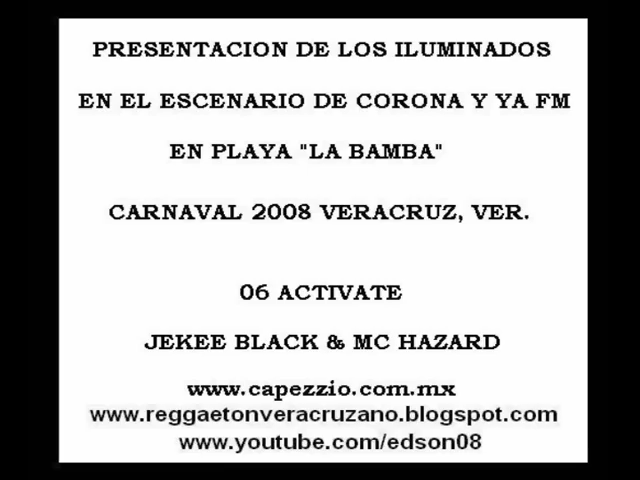 PRESENTACION DE LOS ILUMINADOS
EN EL ESCENARIO DE CORONA Y YA FM
EN PLAYA "LA BAMBA"
CARNAVAL 2008 VERACRUZ, VER.
06 ACTIVATE
JEKEE BLACK & MC HAZARD
www.capezzio.com.mx
www.reggaetonveracruzano.blogspot.com
www.youtube.com/edson08